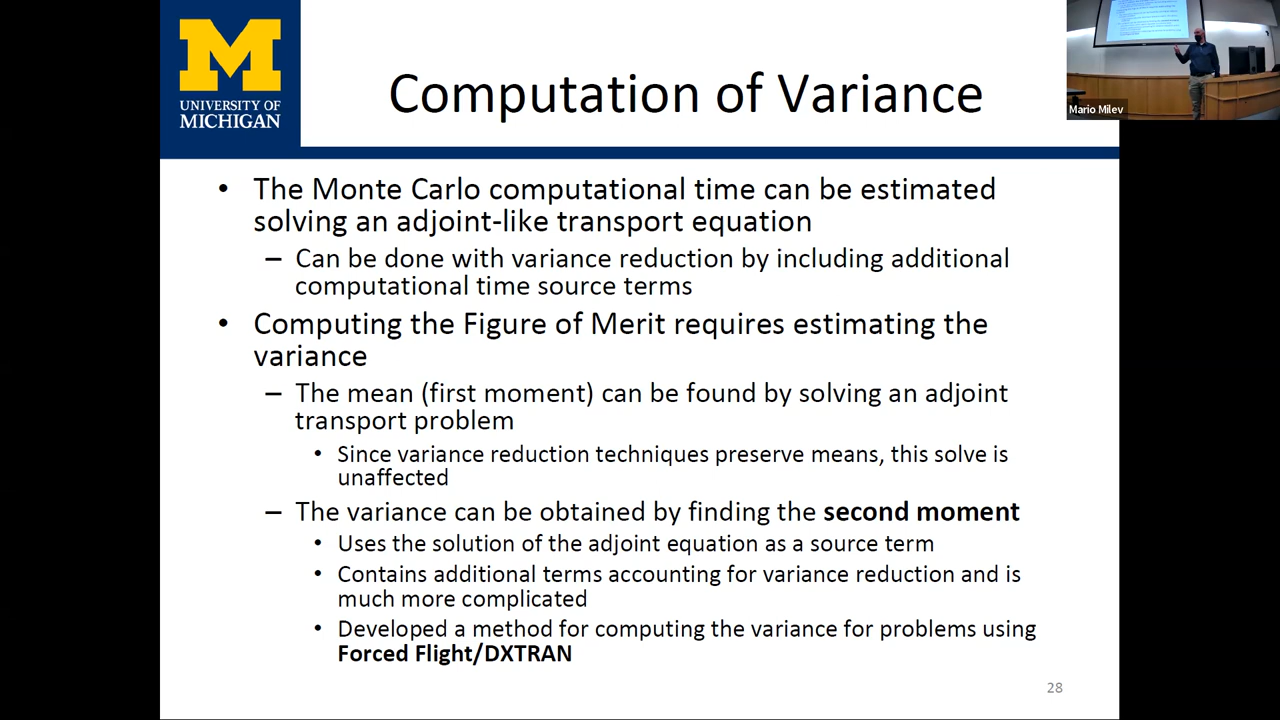 UNIVERSITY OF
MICHIGAN
Computation of Variance
Mario Milev
• The Monte Carlo computational time can be estimated
solving an adjoint-like transport equation
– Can be done with variance reduction by including additional
computational time source terms
• Computing the Figure of Merit requires estimating the
variance
– The mean (first moment) can be found by solving an adjoint
transport problem
• Since variance reduction techniques preserve means, this solve is
unaffected
– The variance can be obtained by finding the second moment
• Uses the solution of the adjoint equation as a source term
• Contains additional terms accounting for variance reduction and is
much more complicated
• Developed a method for computing the variance for problems using
Forced Flight/DXTRAN
28